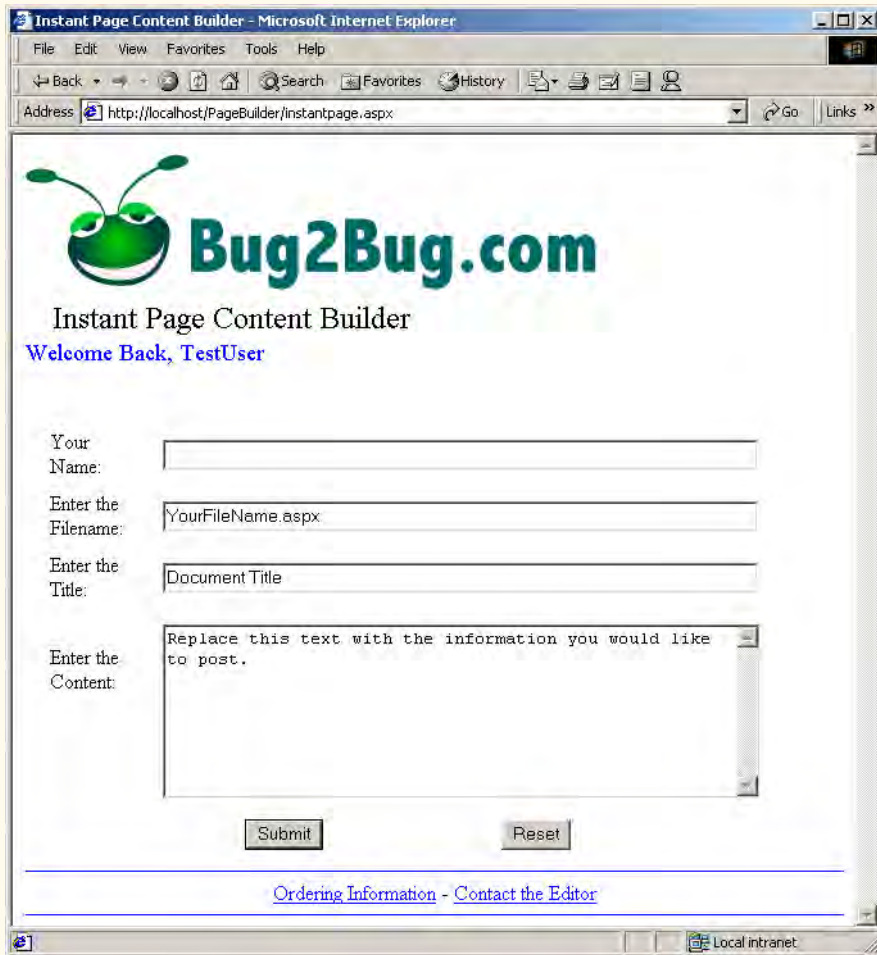 Instant Page Content Builder - Microsoft Internet Explorer
File Edit View Favorites Tools Help
Back Search Favorites History
Address http://localhost/PageBuilder/instantpage.aspx Go Links »
Bug2Bug.com
Instant Page Content Builder
Welcome Back, TestUser
Your
Name:
Enter the
Filename:
YourFileName.aspx
Enter the
Title:
Document Title
Enter the
Content:
Replace this text with the information you would like
to post.
Submit Reset
Ordering Information - Contact the Editor
Local intranet